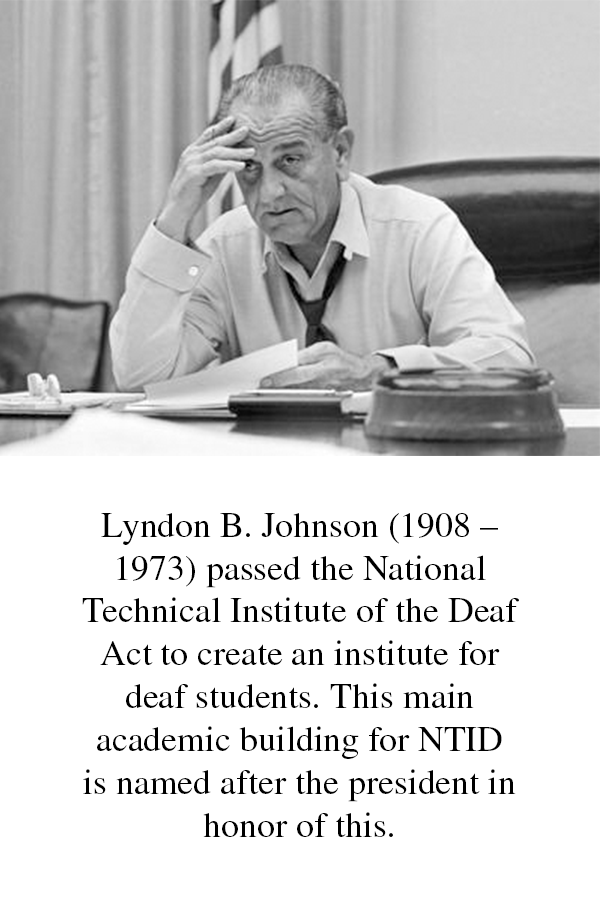 Lyndon B. Johnson (1908 –
1973) passed the National
Technical Institute of the Deaf
Act to create an institute for
deaf students. This main
academic building for NTID
is named after the president in
honor of this.